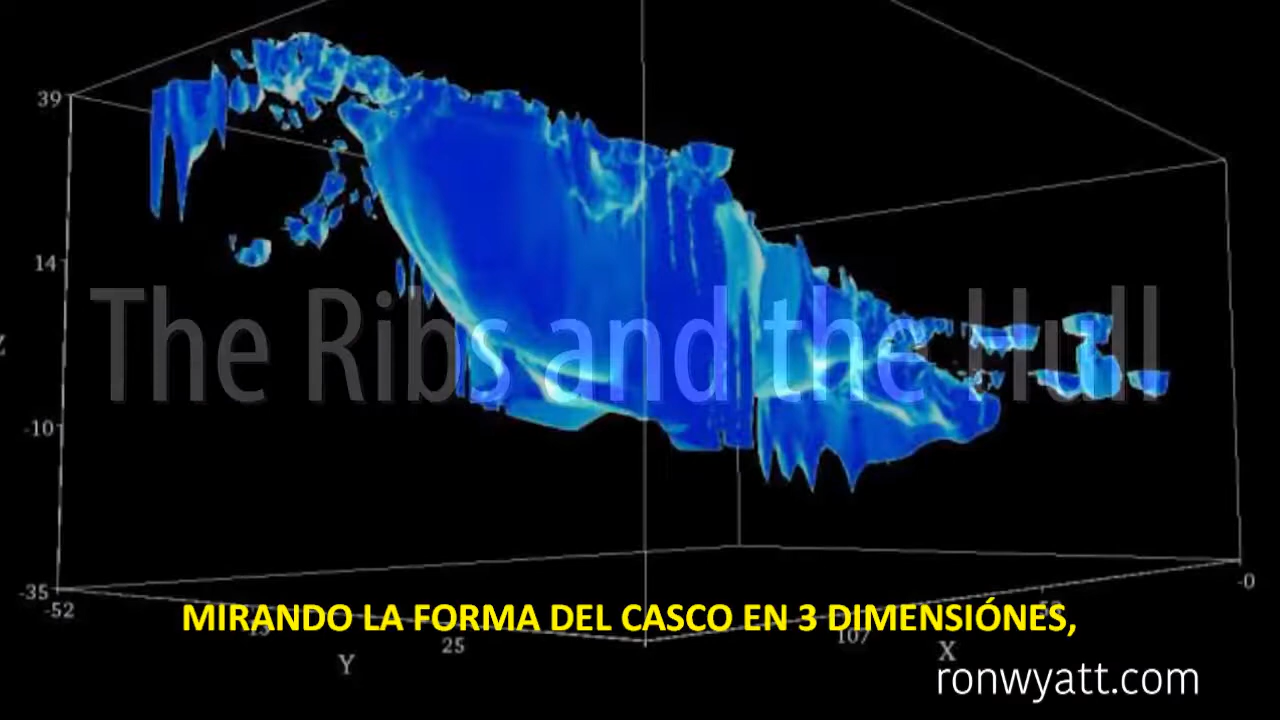 39
14
Z
The Ribs and the Hull
-10
-35
-52
-0
MIRANDO LA FORMA DEL CASCO EN 3 DIMENSIÓNES,
25
107
Y
X
ronwyatt.com